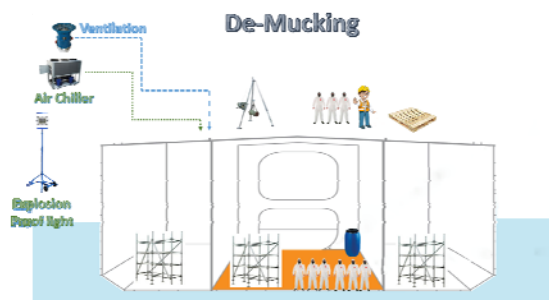 De-Mucking
Ventilation
Air Chiller
Explosion
Proof light